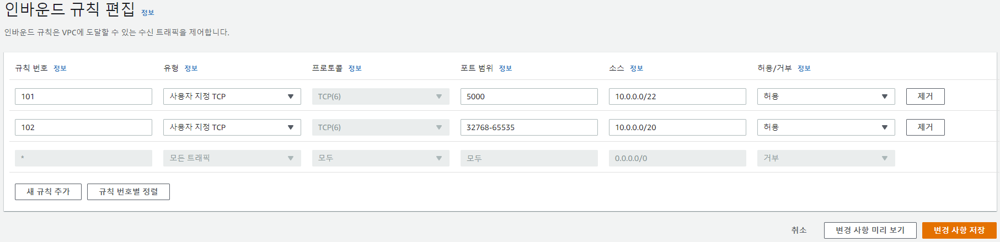 인바운드 규칙 편집 정보
인바운드 규칙은 VPC에 도달할 수 있는 수신 트래픽을 제어합니다.
규칙 번호 정보 유형 정보 프로토콜 정보 포트 범위 정보 소스 정보 허용/거부 정보
101 사용자 지정 TCP TCP(6) 5000 10.0.0.0/22 허용 제거
102 사용자 지정 TCP TCP(6) 32768-65535 10.0.0.0/20 허용 제거
* 모든 트래픽 모두 모두 0.0.0.0/0 거부
새 규칙 추가 규칙 번호별 정렬
취소 변경 사항 미리 보기 변경 사항 저장